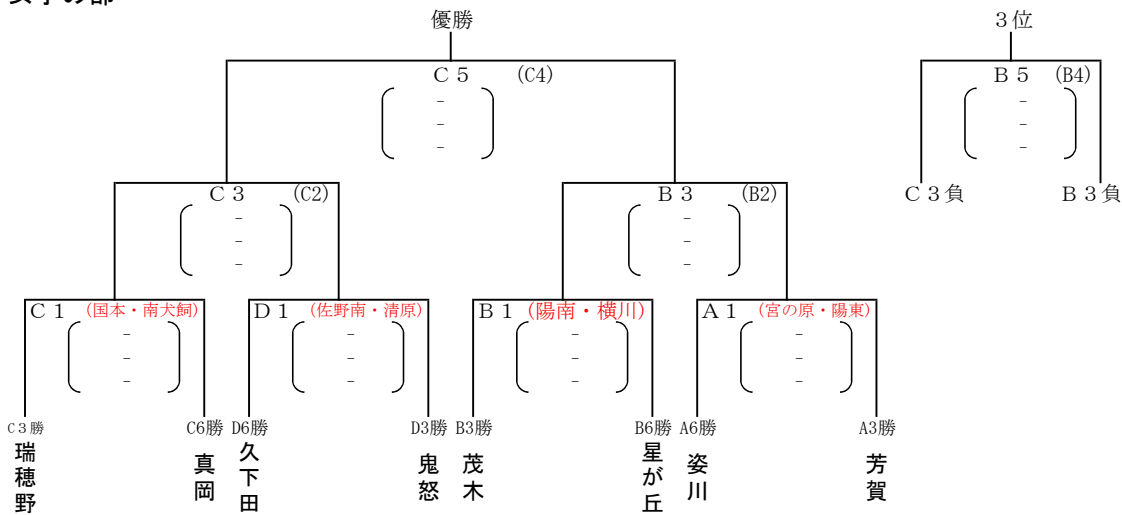 優勝
３位
Ｃ５ (C4)
Ｂ５ (B4)
-
-
-
-
-
-
Ｃ３ (C2)
Ｂ３ (B2)
Ｃ３負
Ｂ３負
-
-
-
-
-
-
Ｃ１ (国本・南犬飼)
Ｄ１ (佐野南・清原)
Ｂ１ (陽南・横川)
Ａ１ (宮の原・陽東)
-
-
-
-
-
-
-
-
-
-
-
-
C３勝
C6勝
D6勝
D3勝
B3勝
B6勝
A6勝
A3勝
瑞穂野
真岡
久下田
鬼怒
茂木
星が丘
姿川
芳賀